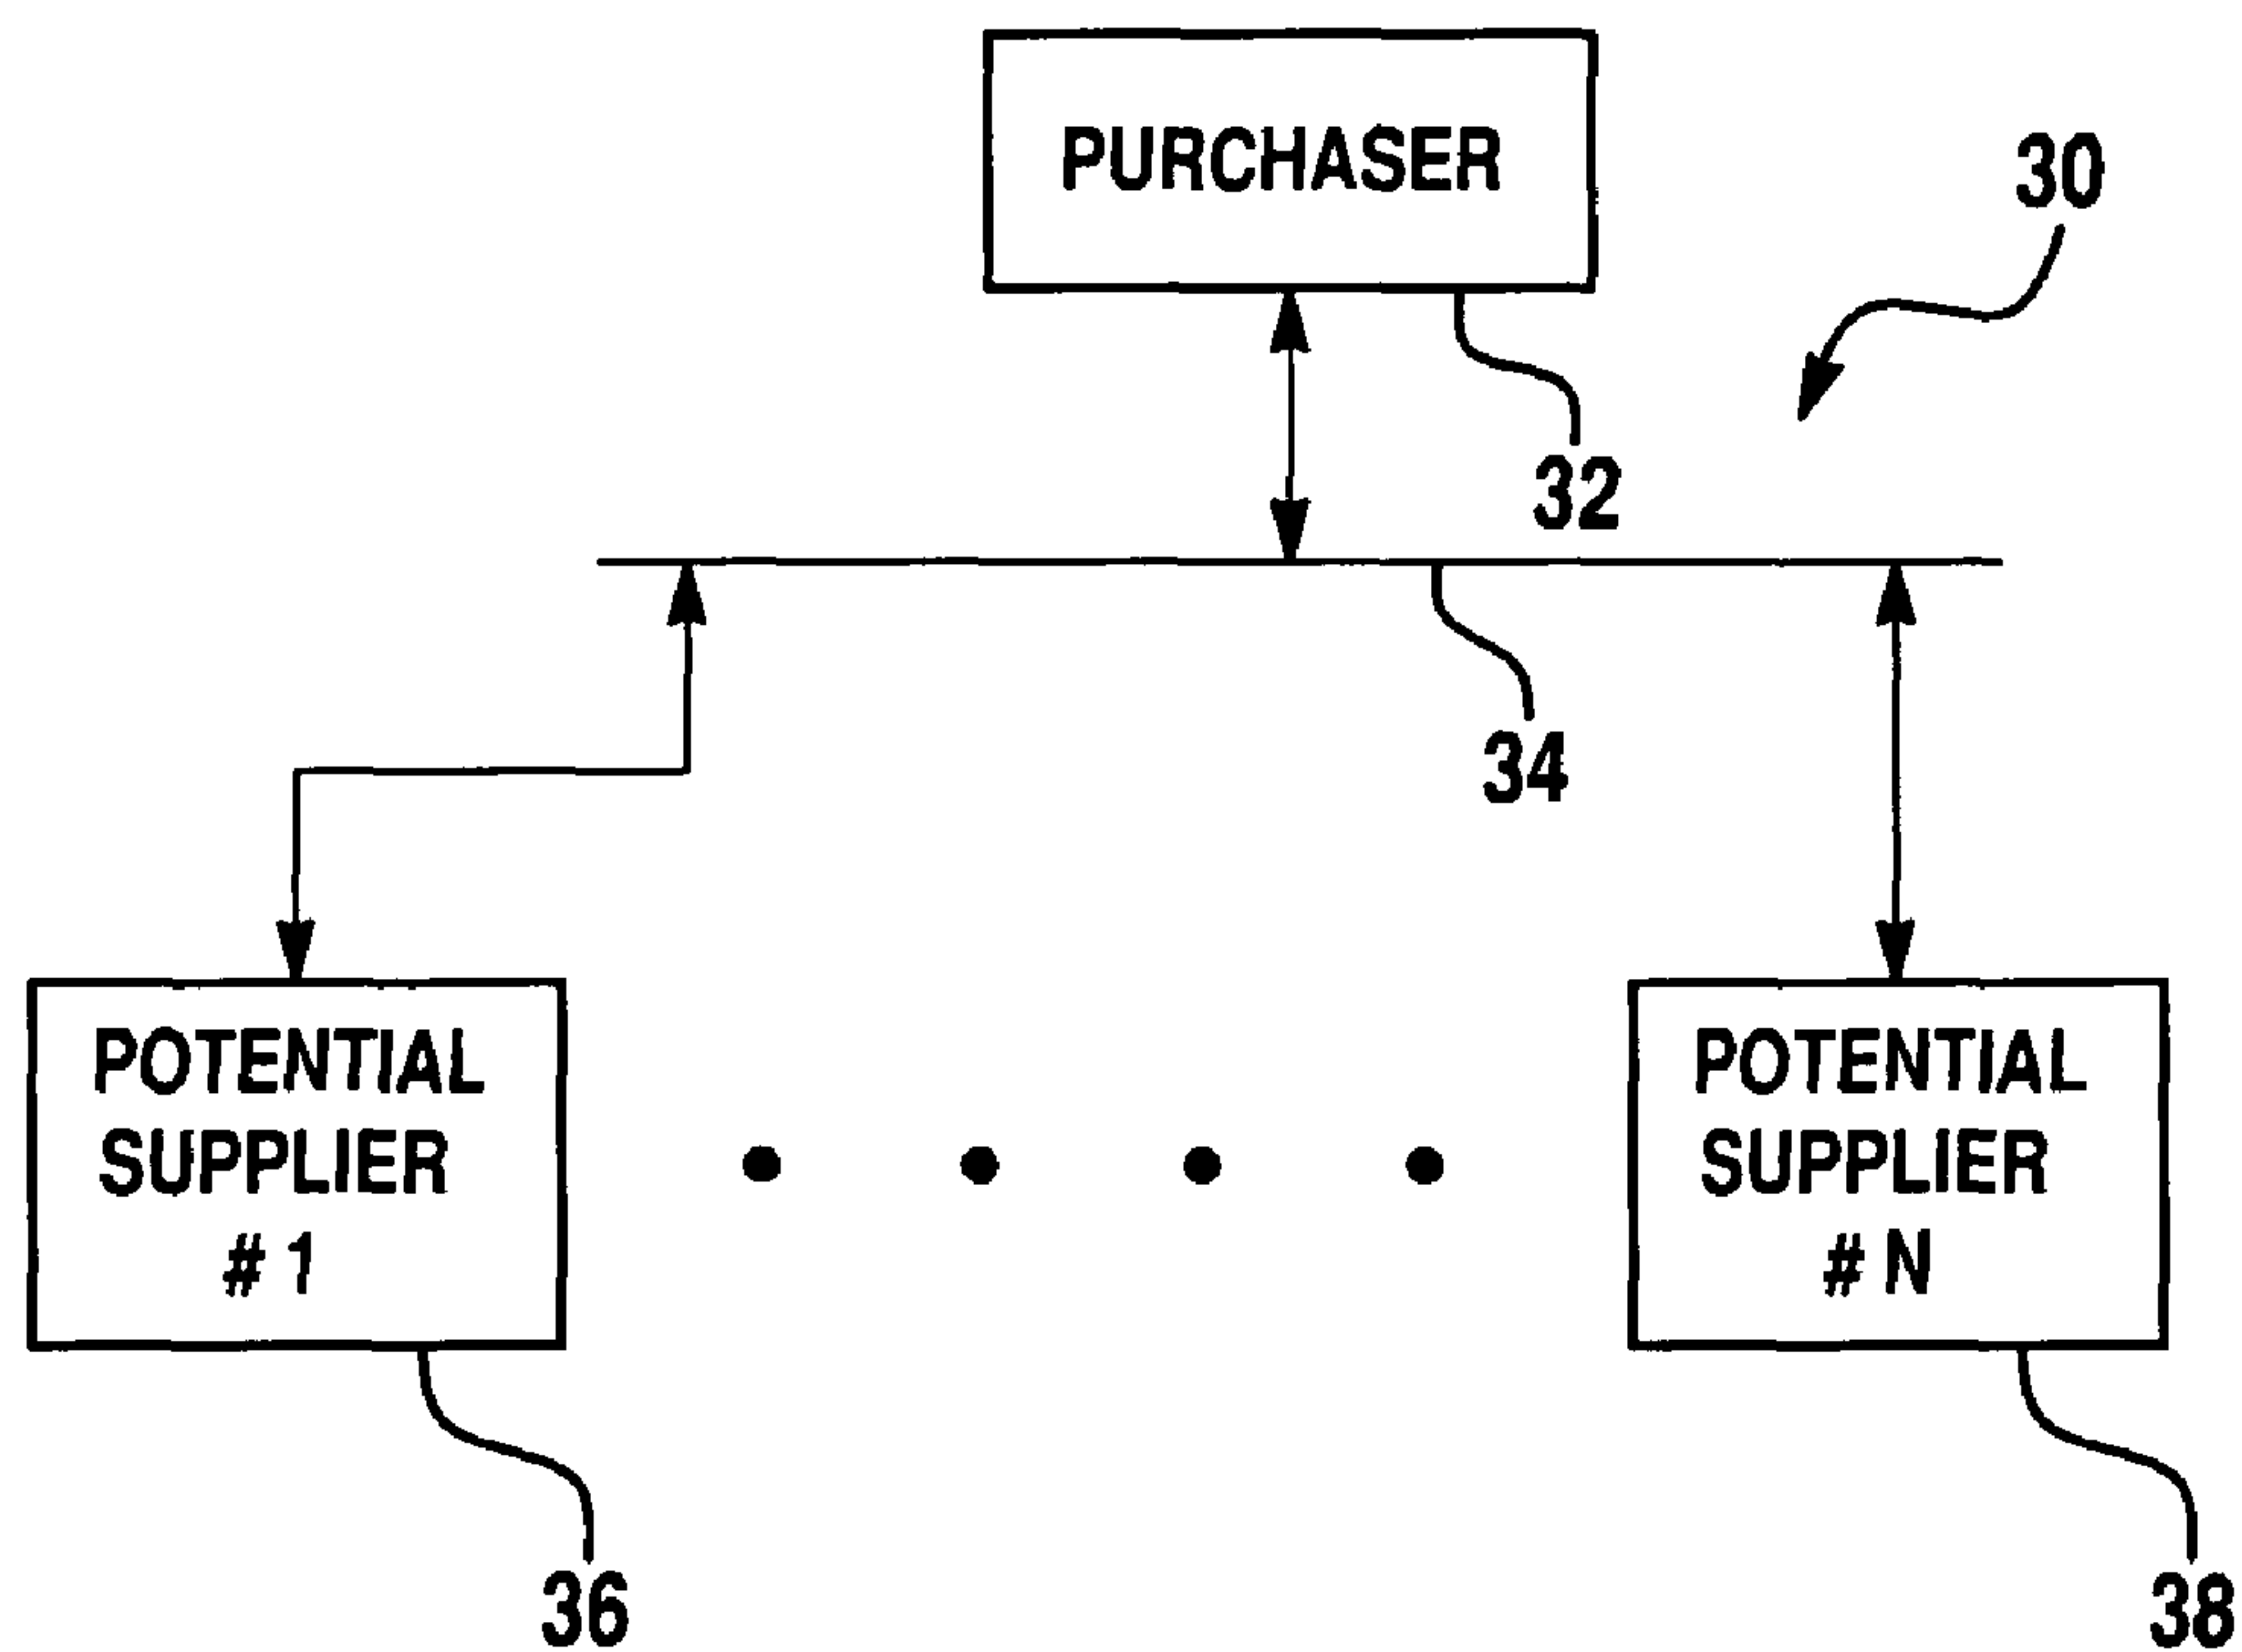 PURCHASER
30
32
34
POTENTIAL
SUPPLIER
# 1
POTENTIAL
SUPPLIER
# N
36
38